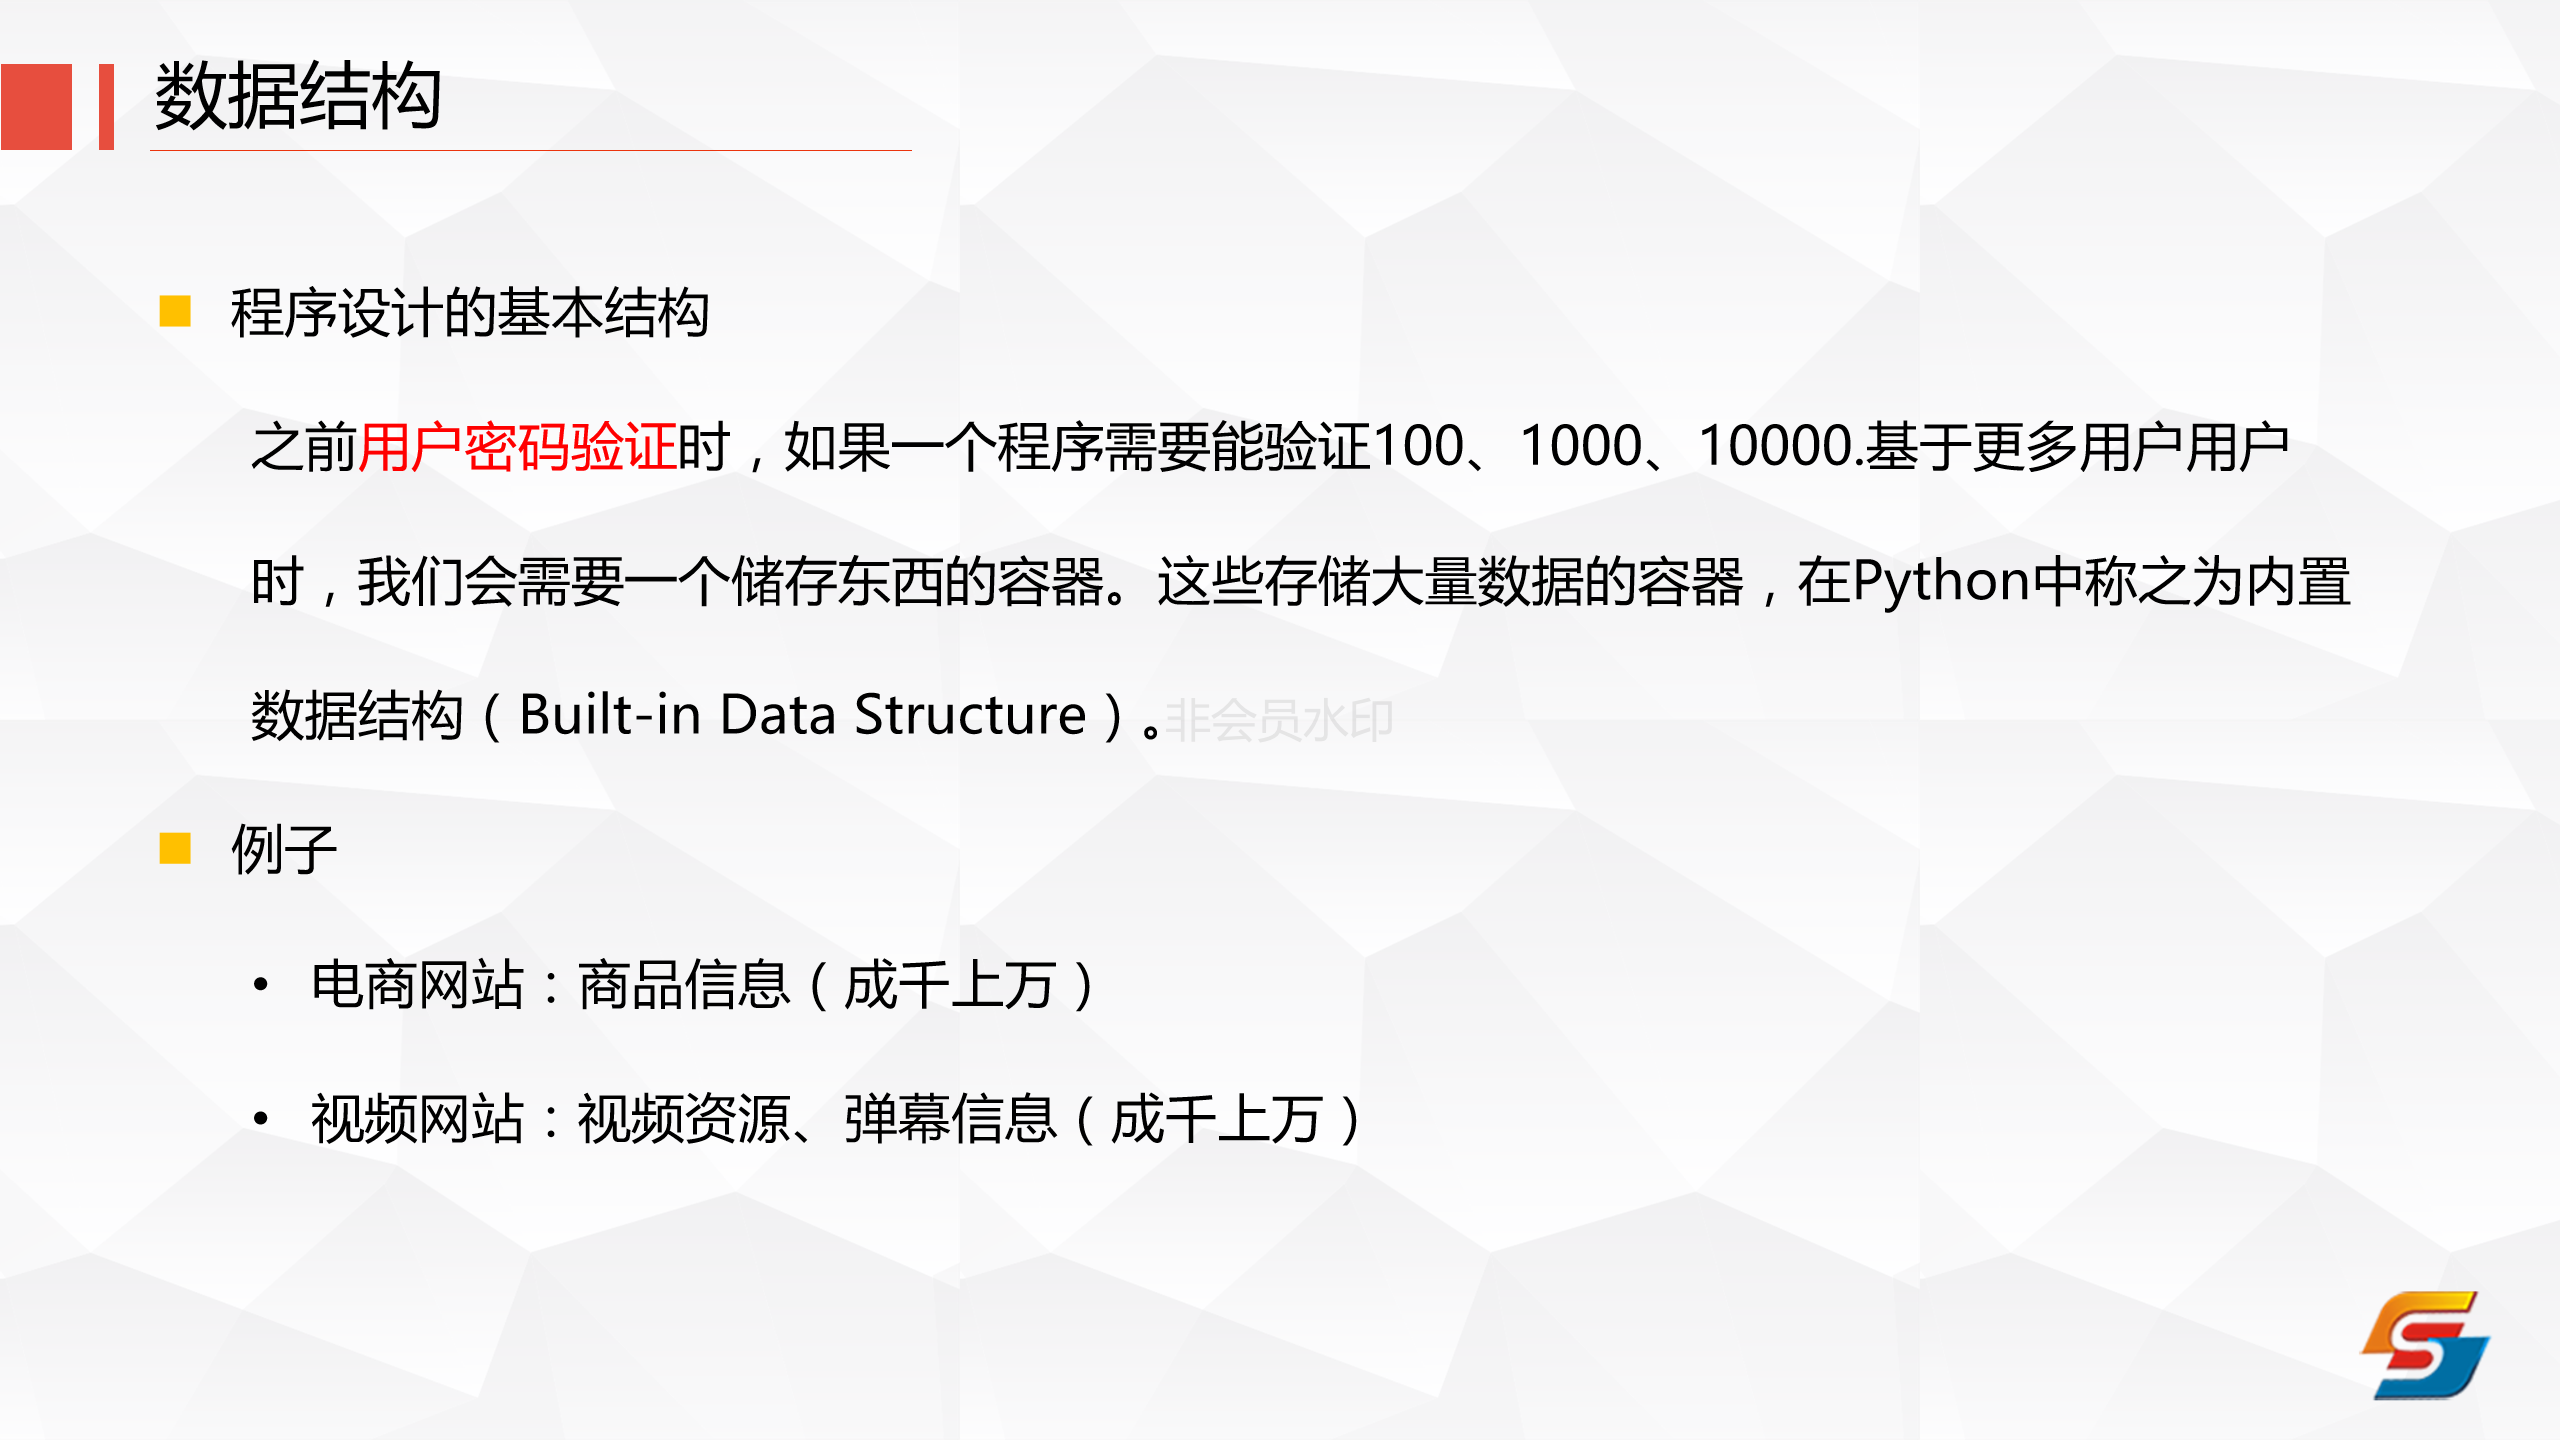 数据结构
程序设计的基本结构
之前用户密码验证时，如果一个程序需要能验证100、1000、10000.基于更多用户用户
时，我们会需要一个储存东西的容器。这些存储大量数据的容器，在Python中称之为内置
数据结构（Built-in Data Structure）。
非会员水印
例子
• 电商网站：商品信息（成千上万）
• 视频网站：视频资源、弹幕信息（成千上万）